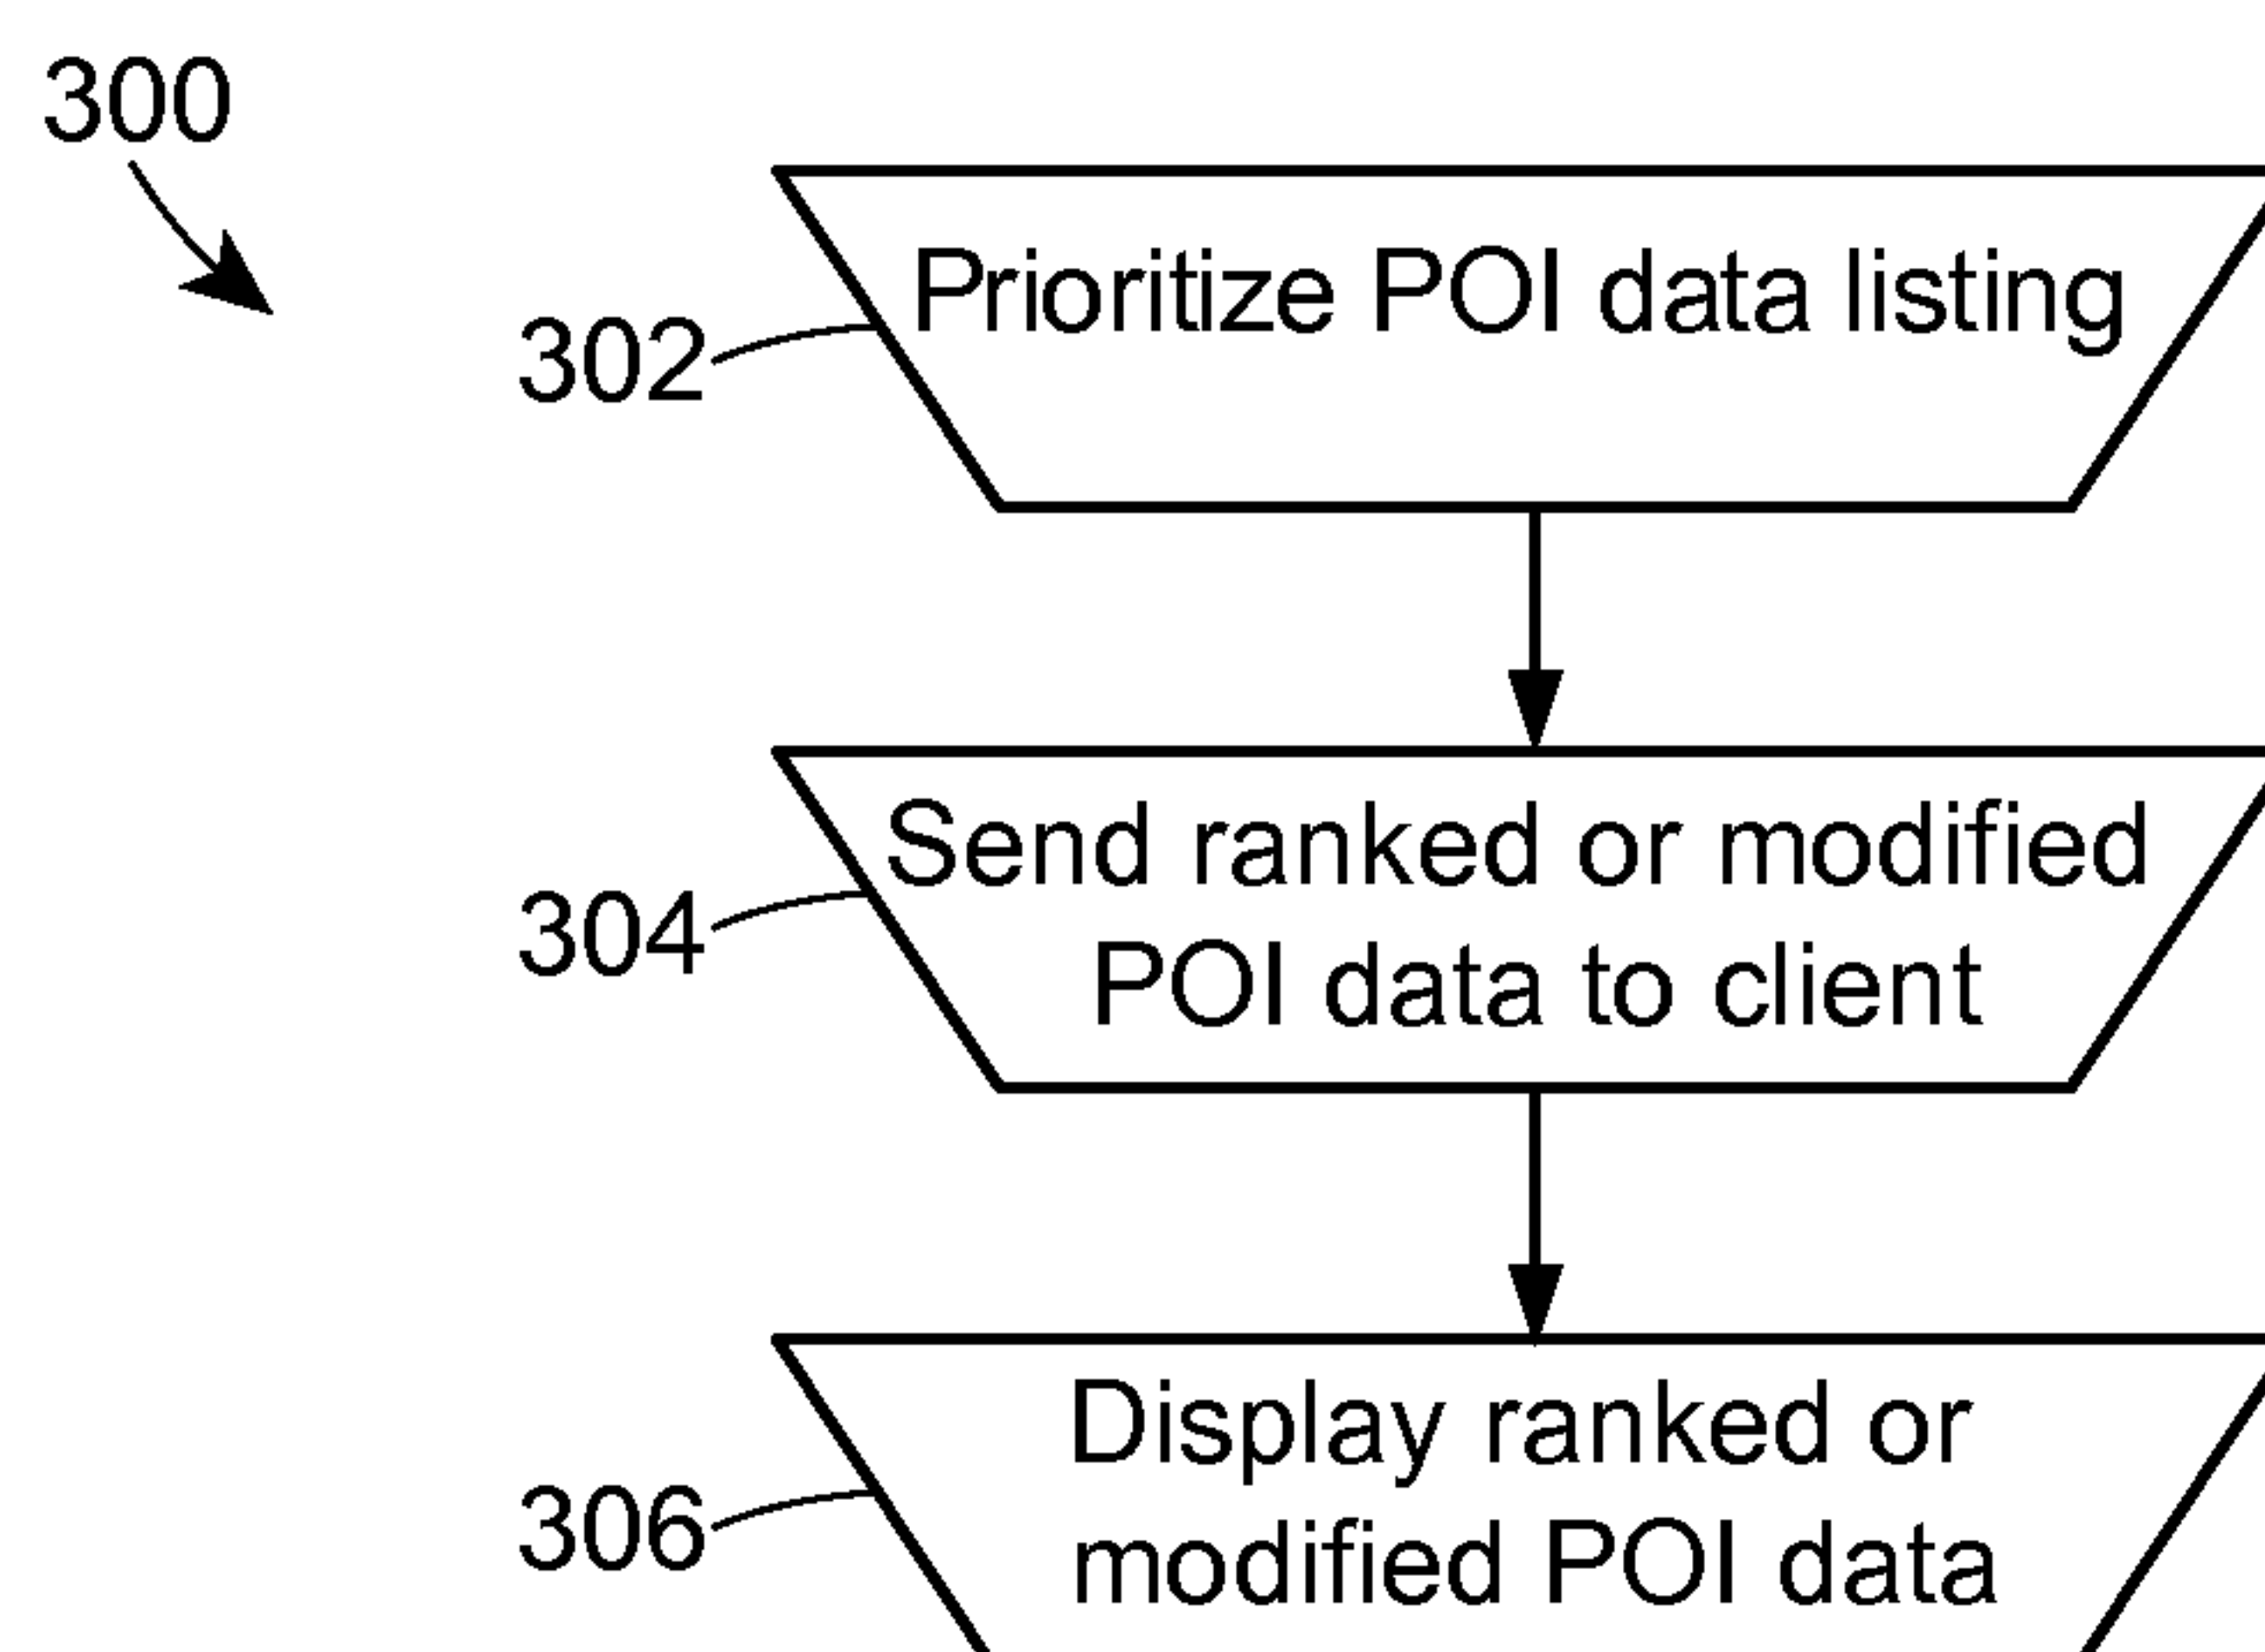 300
302
Prioritize POI data listing
304
Send ranked or modified
POI data to client
306
Display ranked or
modified POI data